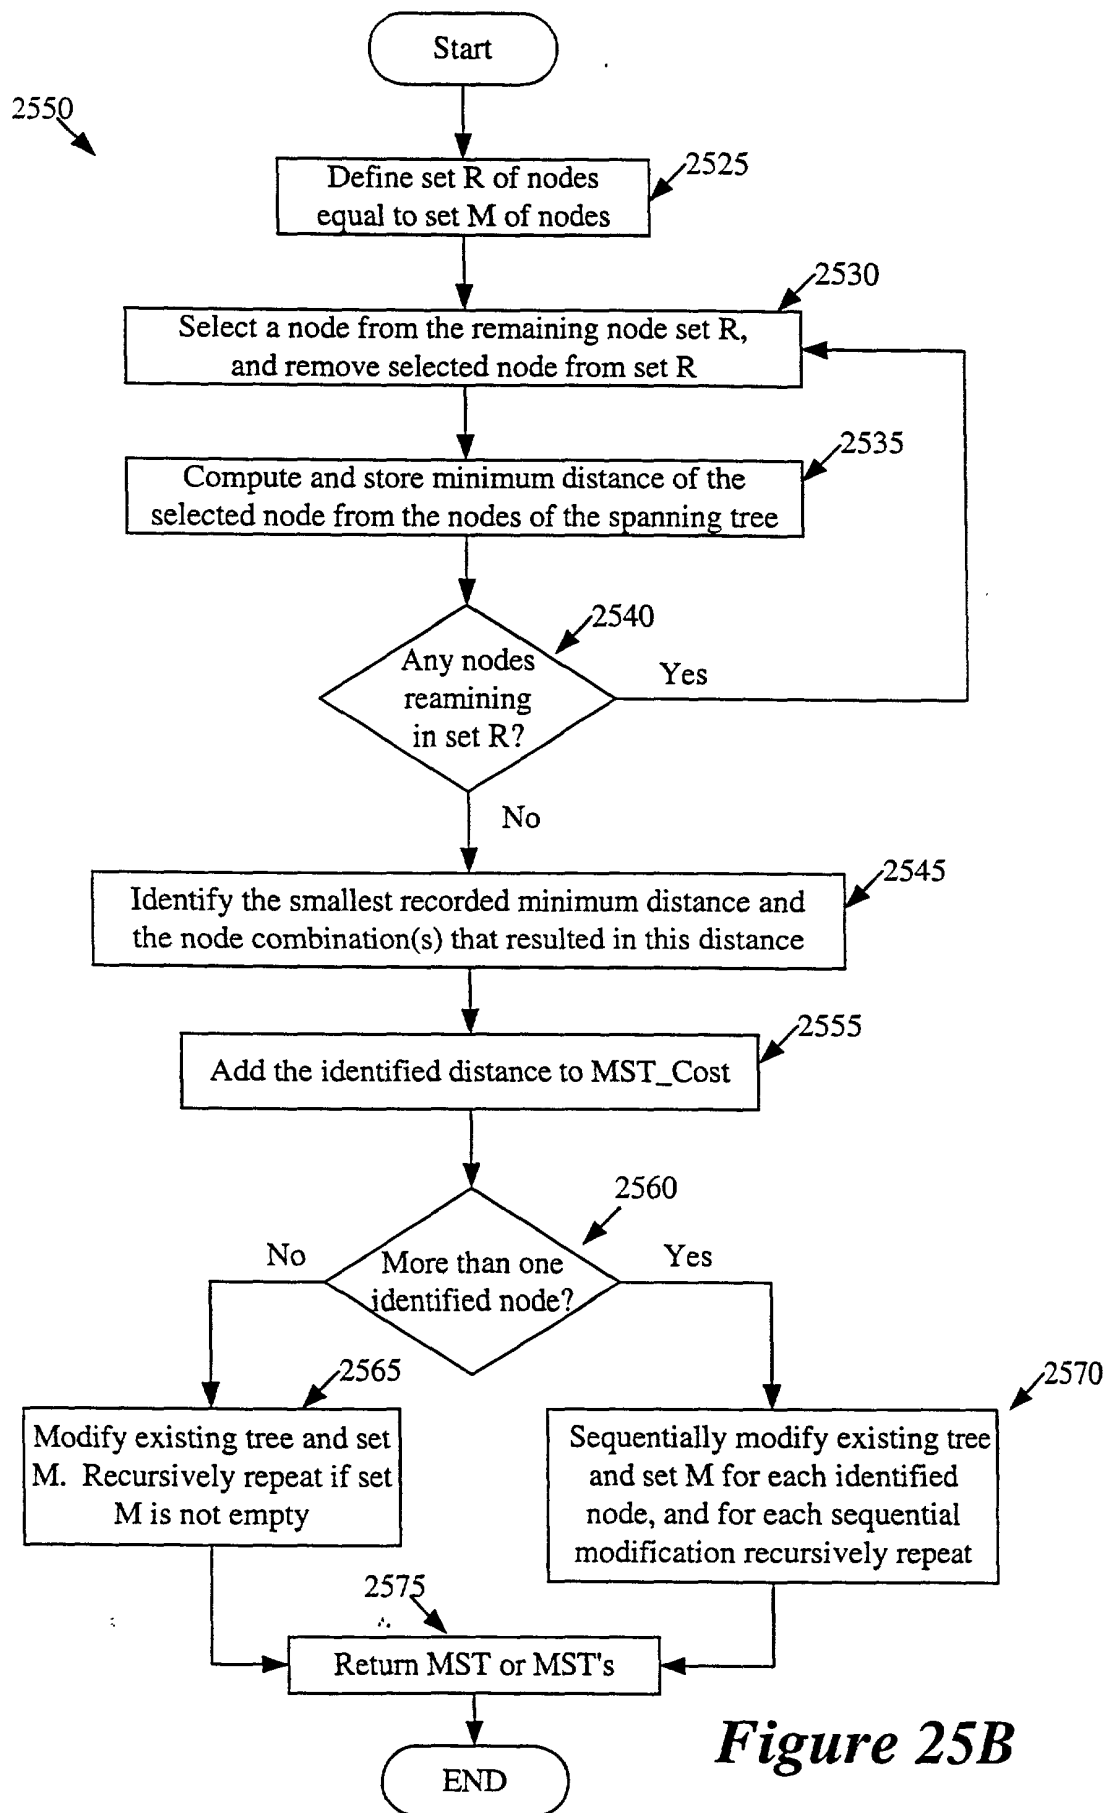 Start
2550
2525
Define set R of nodes
equal to set M of nodes
2530
Select a node from the remaining node set R,
and remove selected node from set R
2535
Compute and store minimum distance of the
selected node from the nodes of the spanning tree
2540
Any nodes
reamining
in set R?
Yes
No
2545
Identify the smallest recorded minimum distance and
the node combination(s) that resulted in this distance
2555
Add the identified distance to MST_Cost
2560
More than one
identified node?
No
Yes
2565
Modify existing tree and set
M. Recursively repeat if set
M is not empty
2570
Sequentially modify existing tree
and set M for each identified
node, and for each sequential
modification recursively repeat
2575
Return MST or MST's
END
Figure 25B